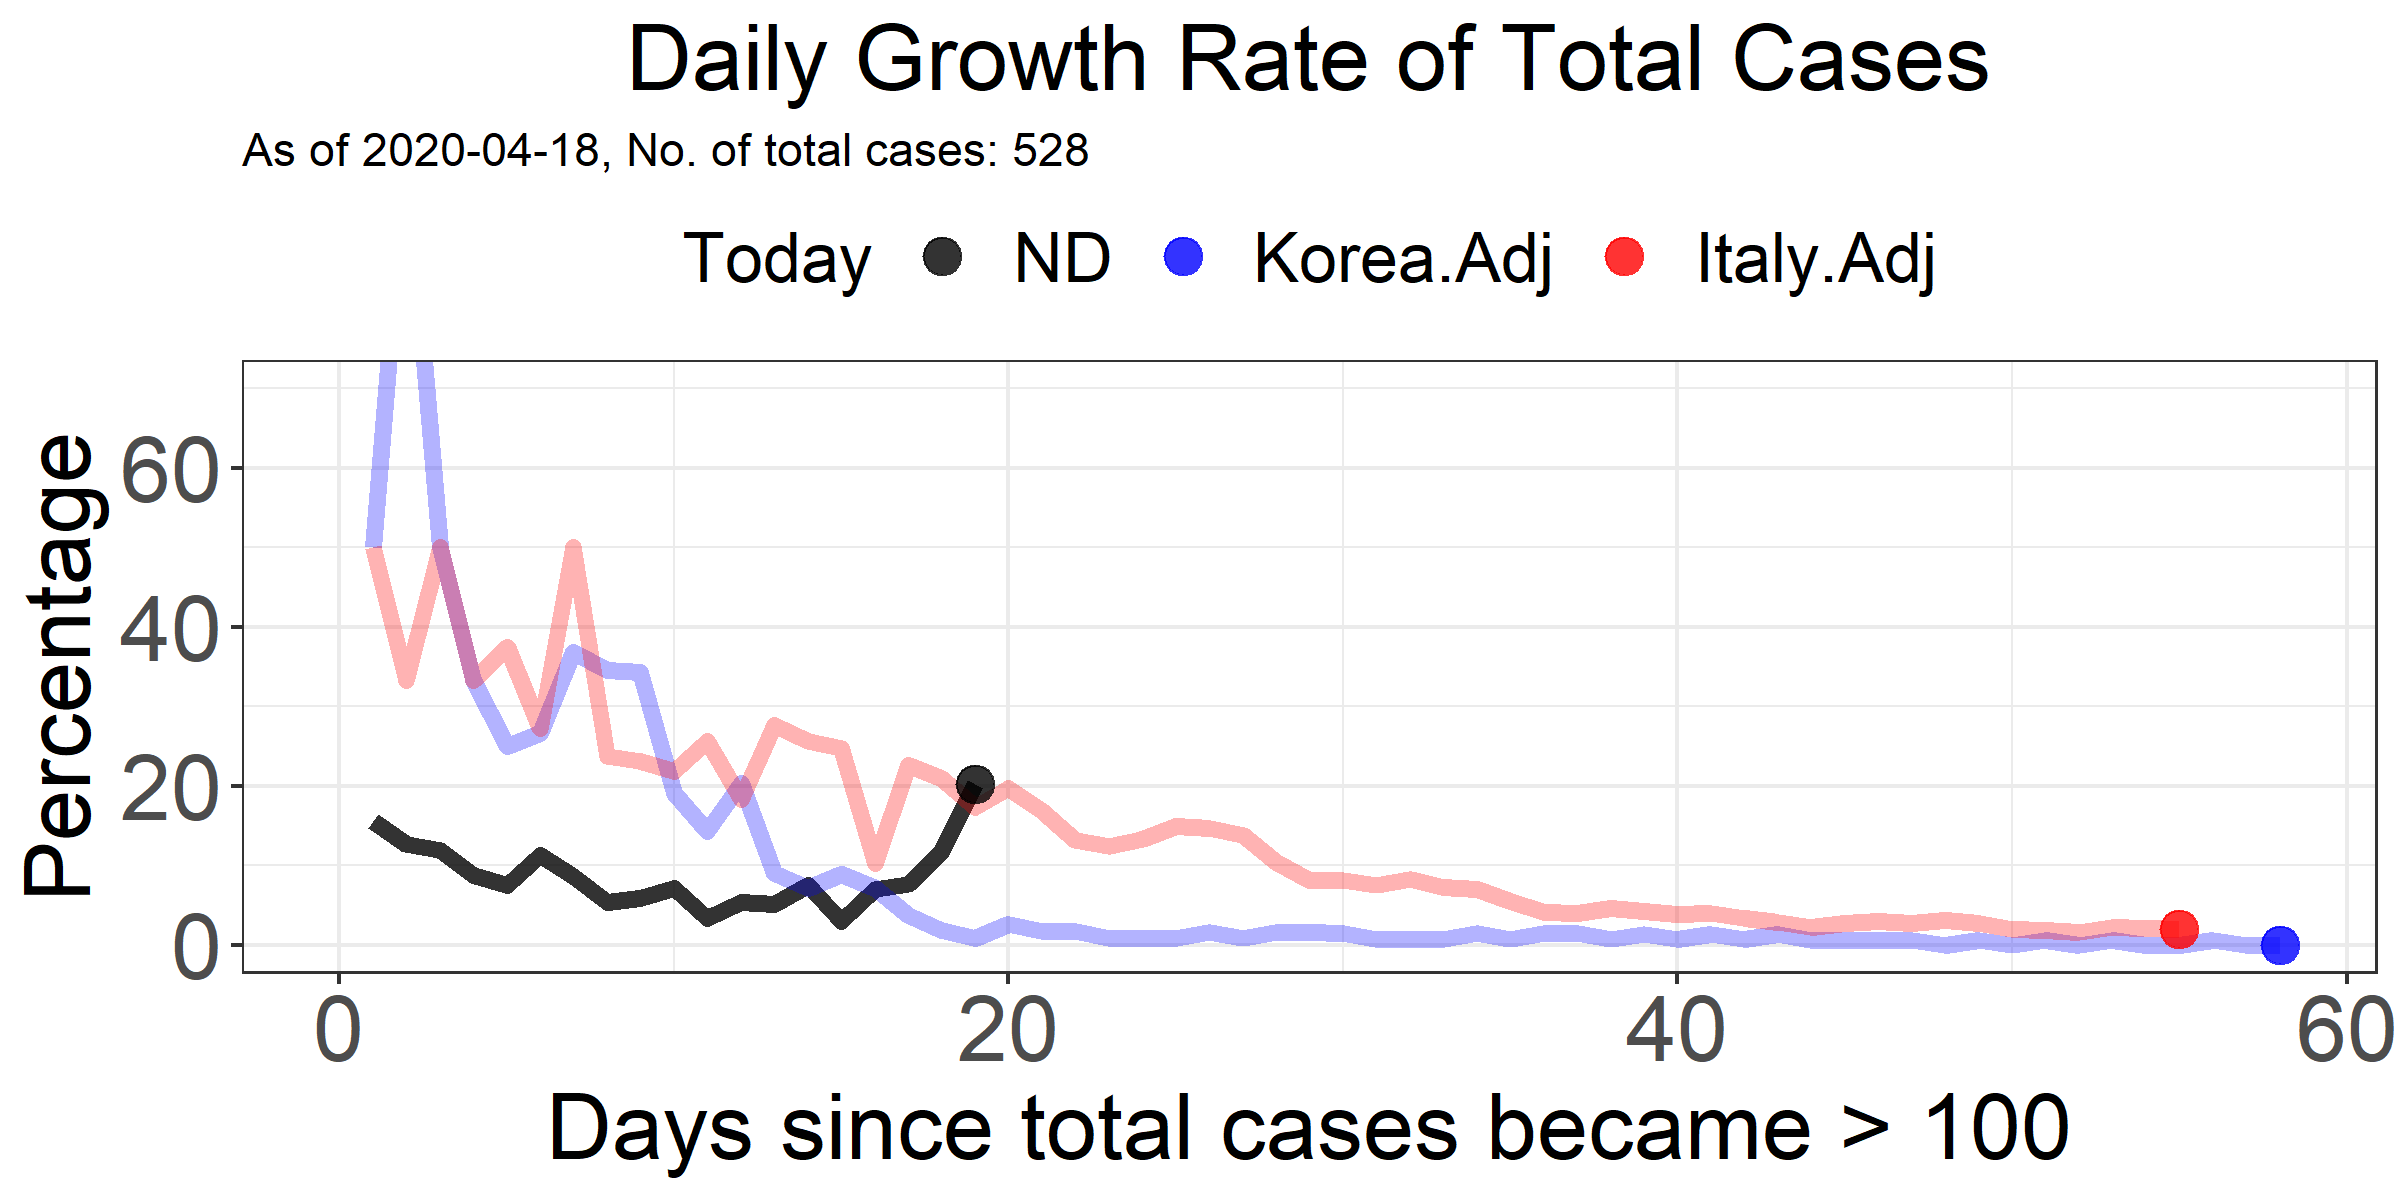 Daily Growth Rate of Total Cases
As of 2020-04-18, No. of total cases: 528
Today ND Korea.Adj Italy.Adj
Percentage
60
40
20
0
0 20 40 60
Days since total cases became > 100